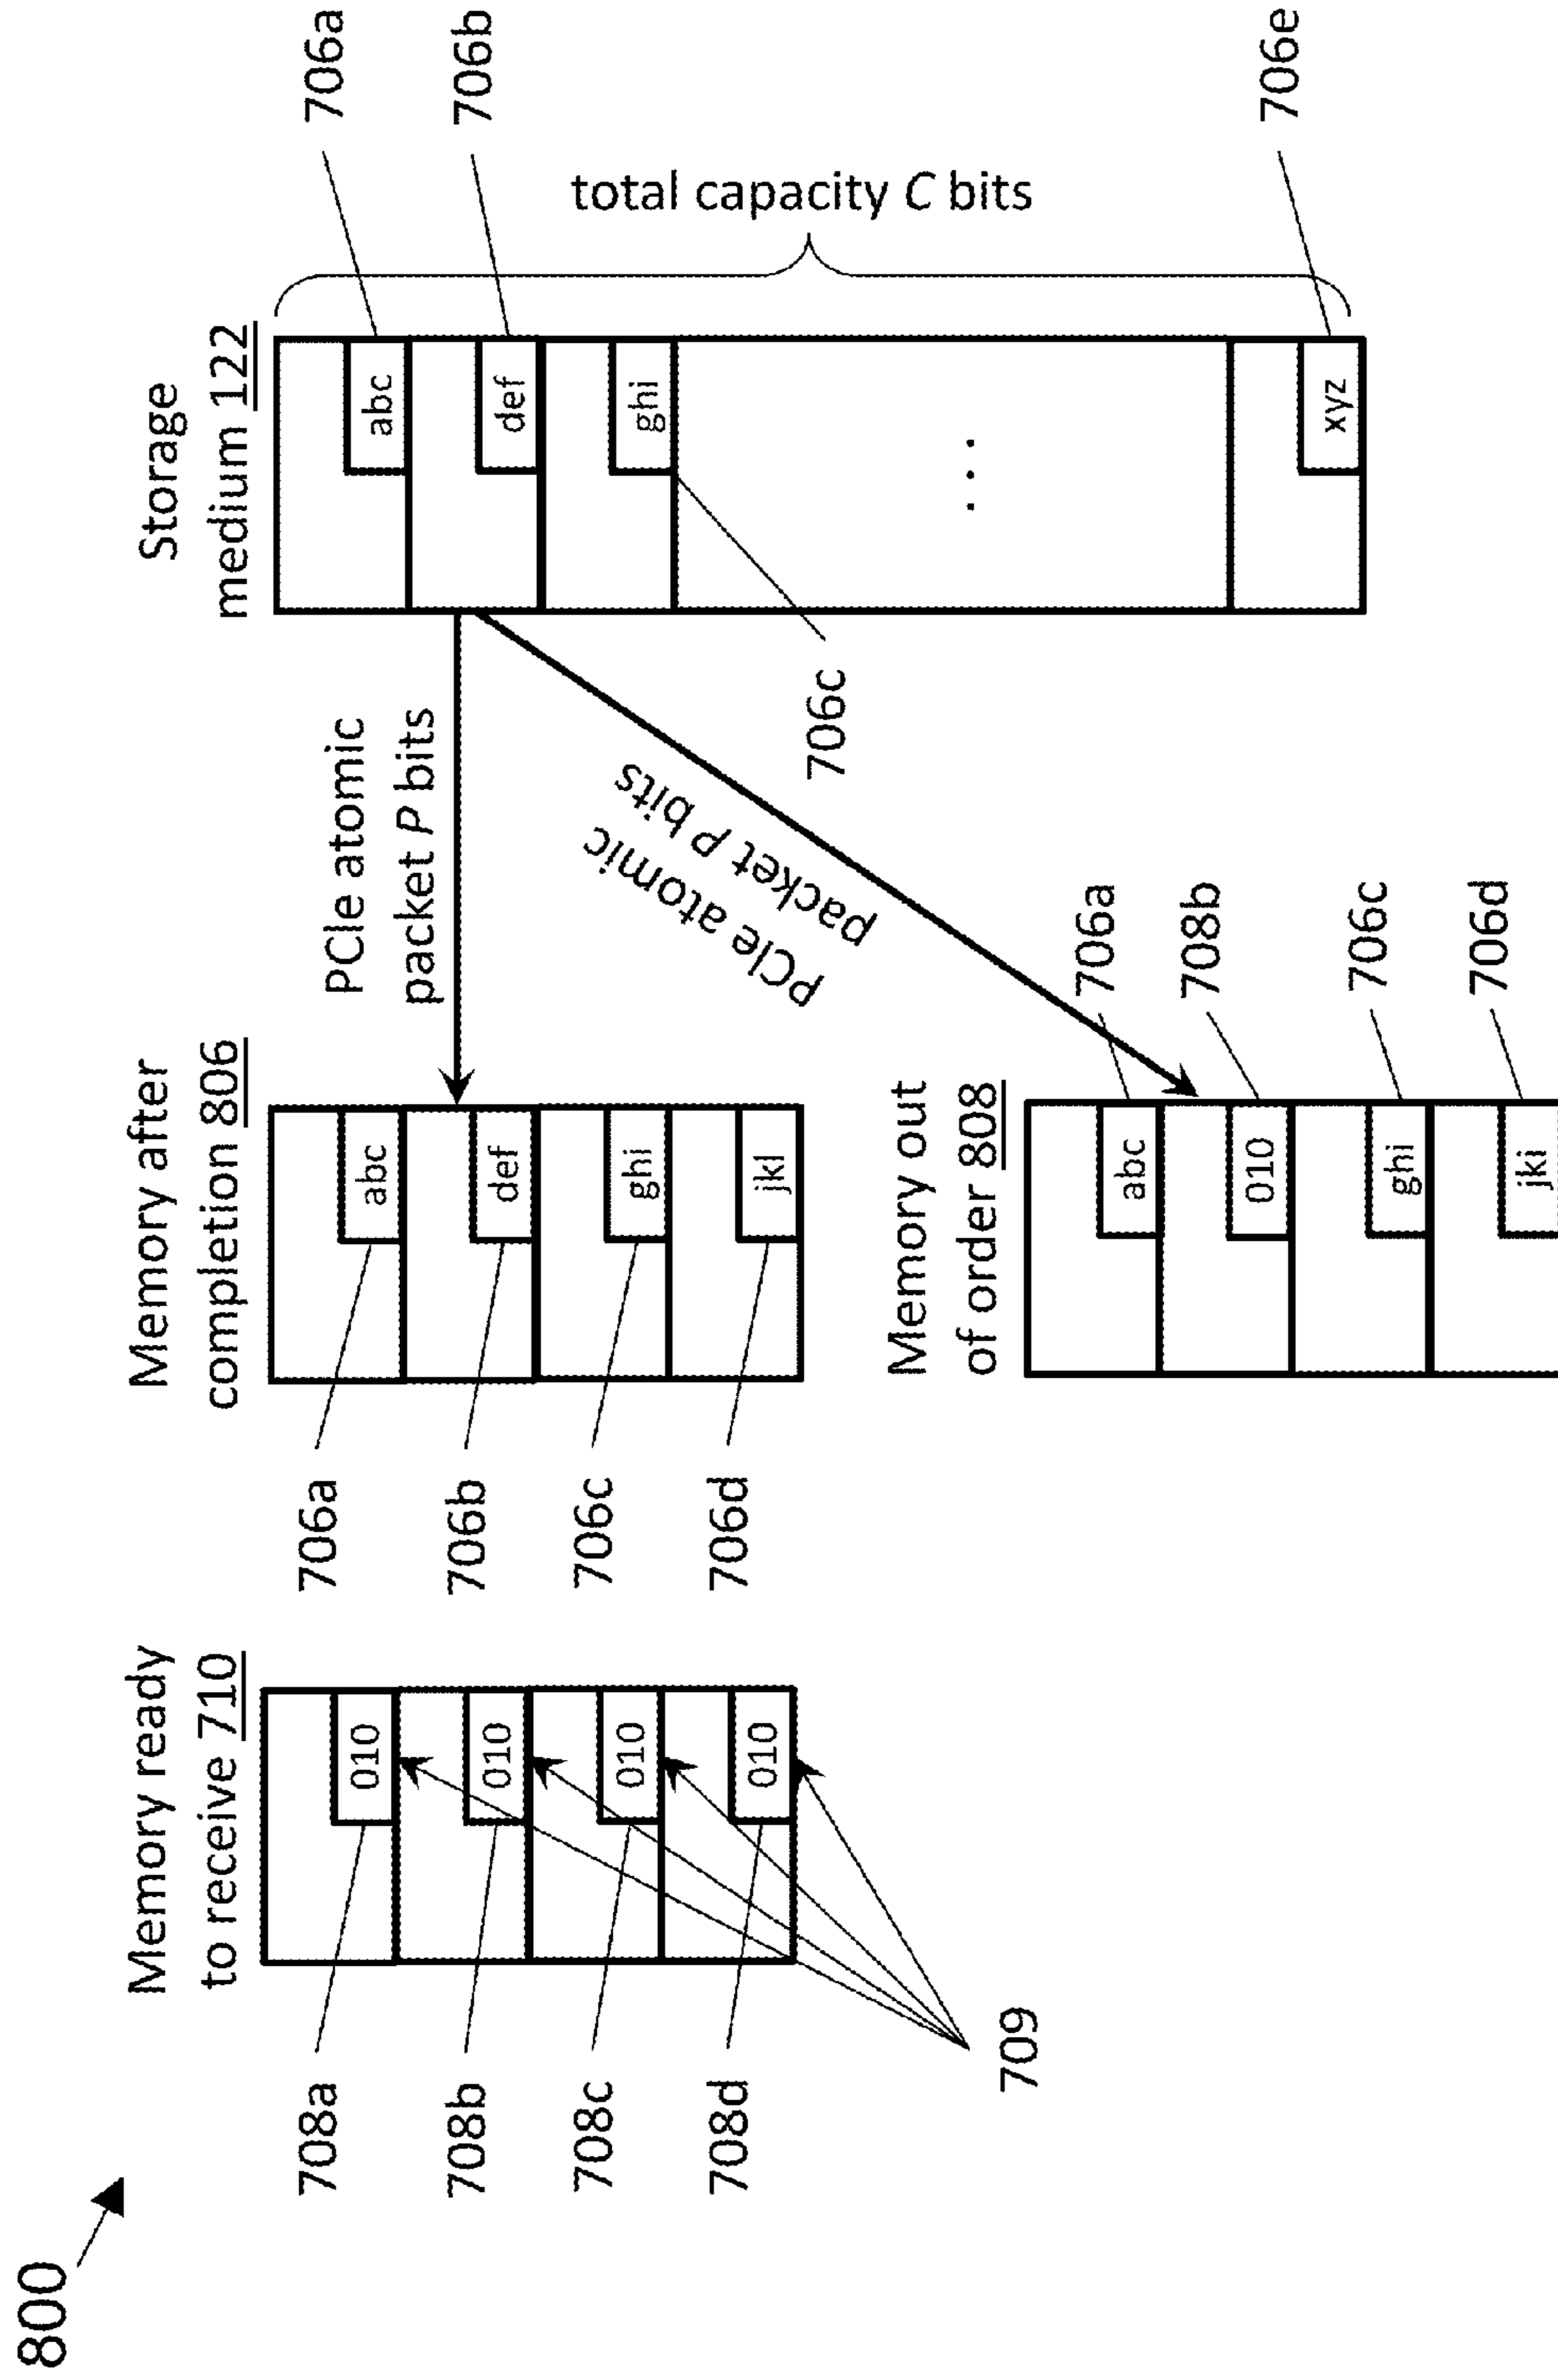 800
Memory ready
to receive 710
708a
010
708b
010
708c
010
708d
010
709
Memory after
completion 806
706a
abc
706b
def
706c
ghi
706d
jkl
PCIe atomic
packet P bits
PCIe atomic
packet P bits
Memory out
of order 808
abc
706a
010
708b
ghi
706c
jki
706d
Storage
medium 122
abc
706a
def
706b
ghi
706c
. . .
xyz
706e
total capacity C bits